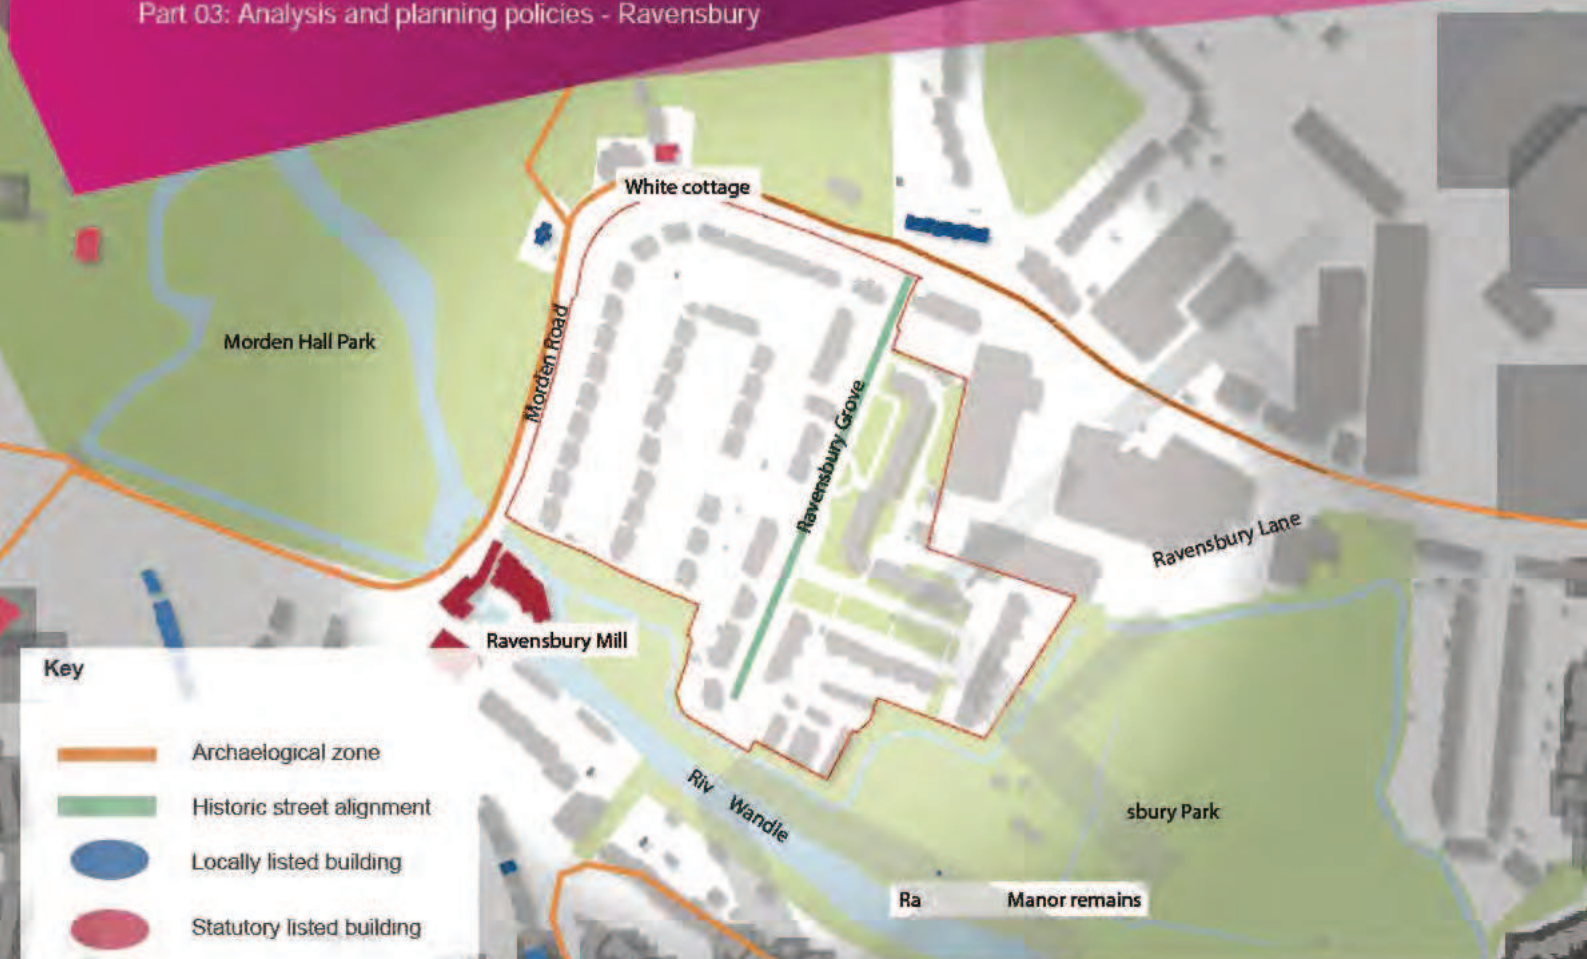 Part 03: Analysis and planning policies - Ravensbury
White cottage
Morden Hall Park
Morden Road
Ravensbury Grove
Ravensbury Lane
Ravensbury Mill
Riv Wandle
sbury Park
Ra Manor remains
Key
Archaelogical zone
Historic street alignment
Locally listed building
Statutory listed building